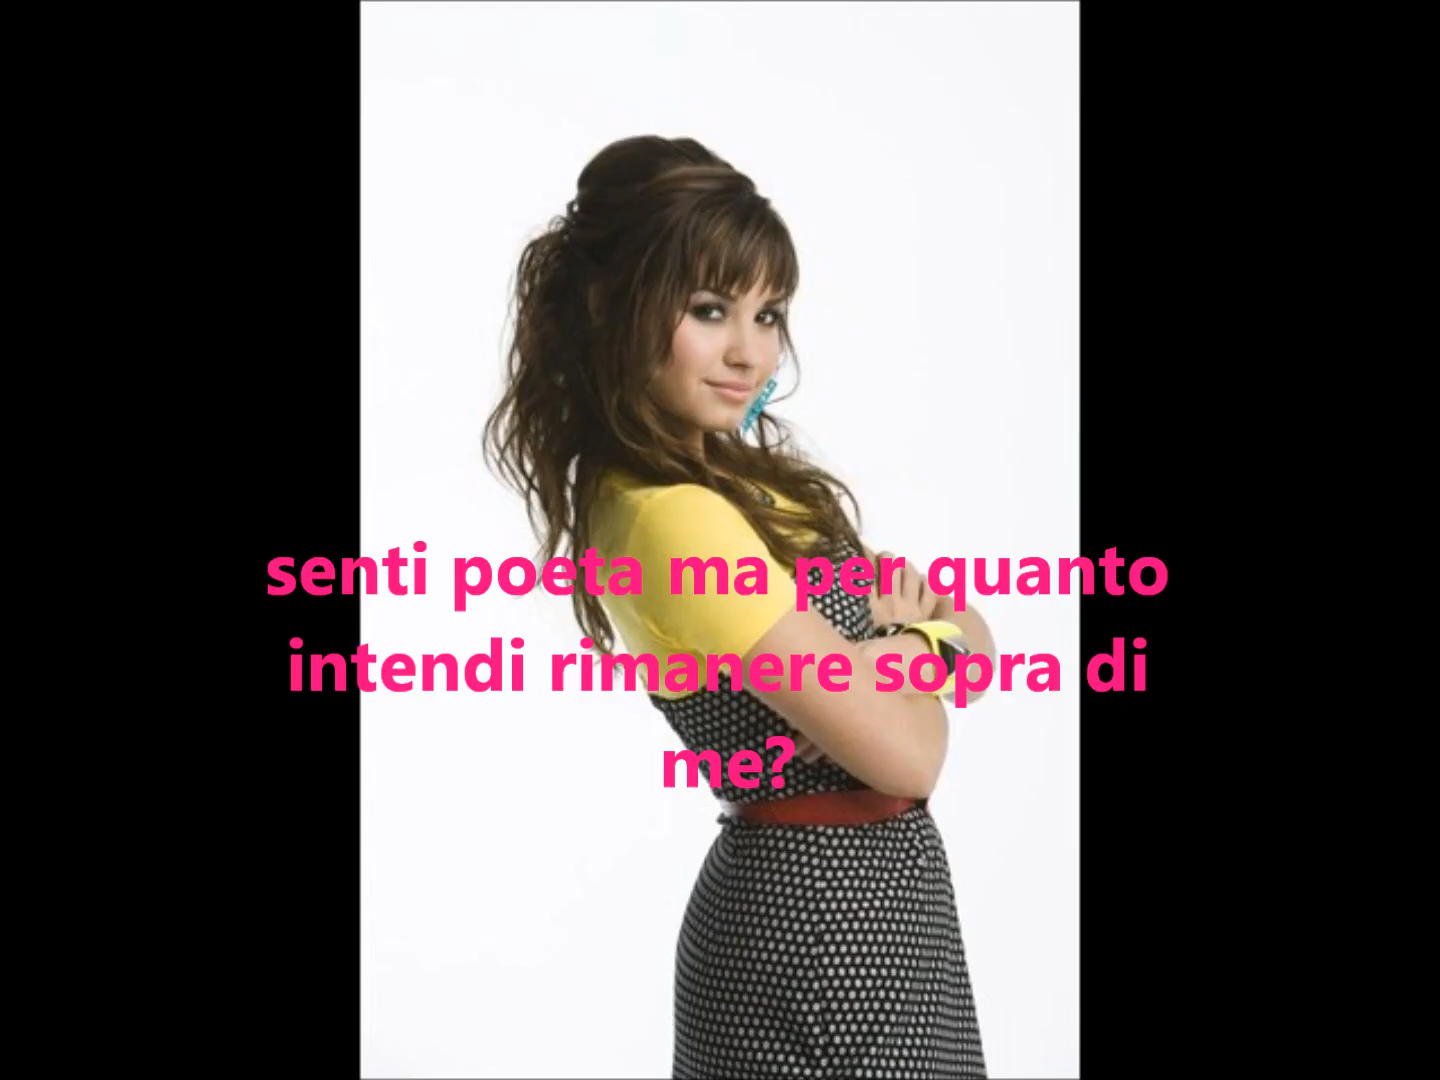 senti poeta ma per quanto
intendi rimanere sopra di
me?